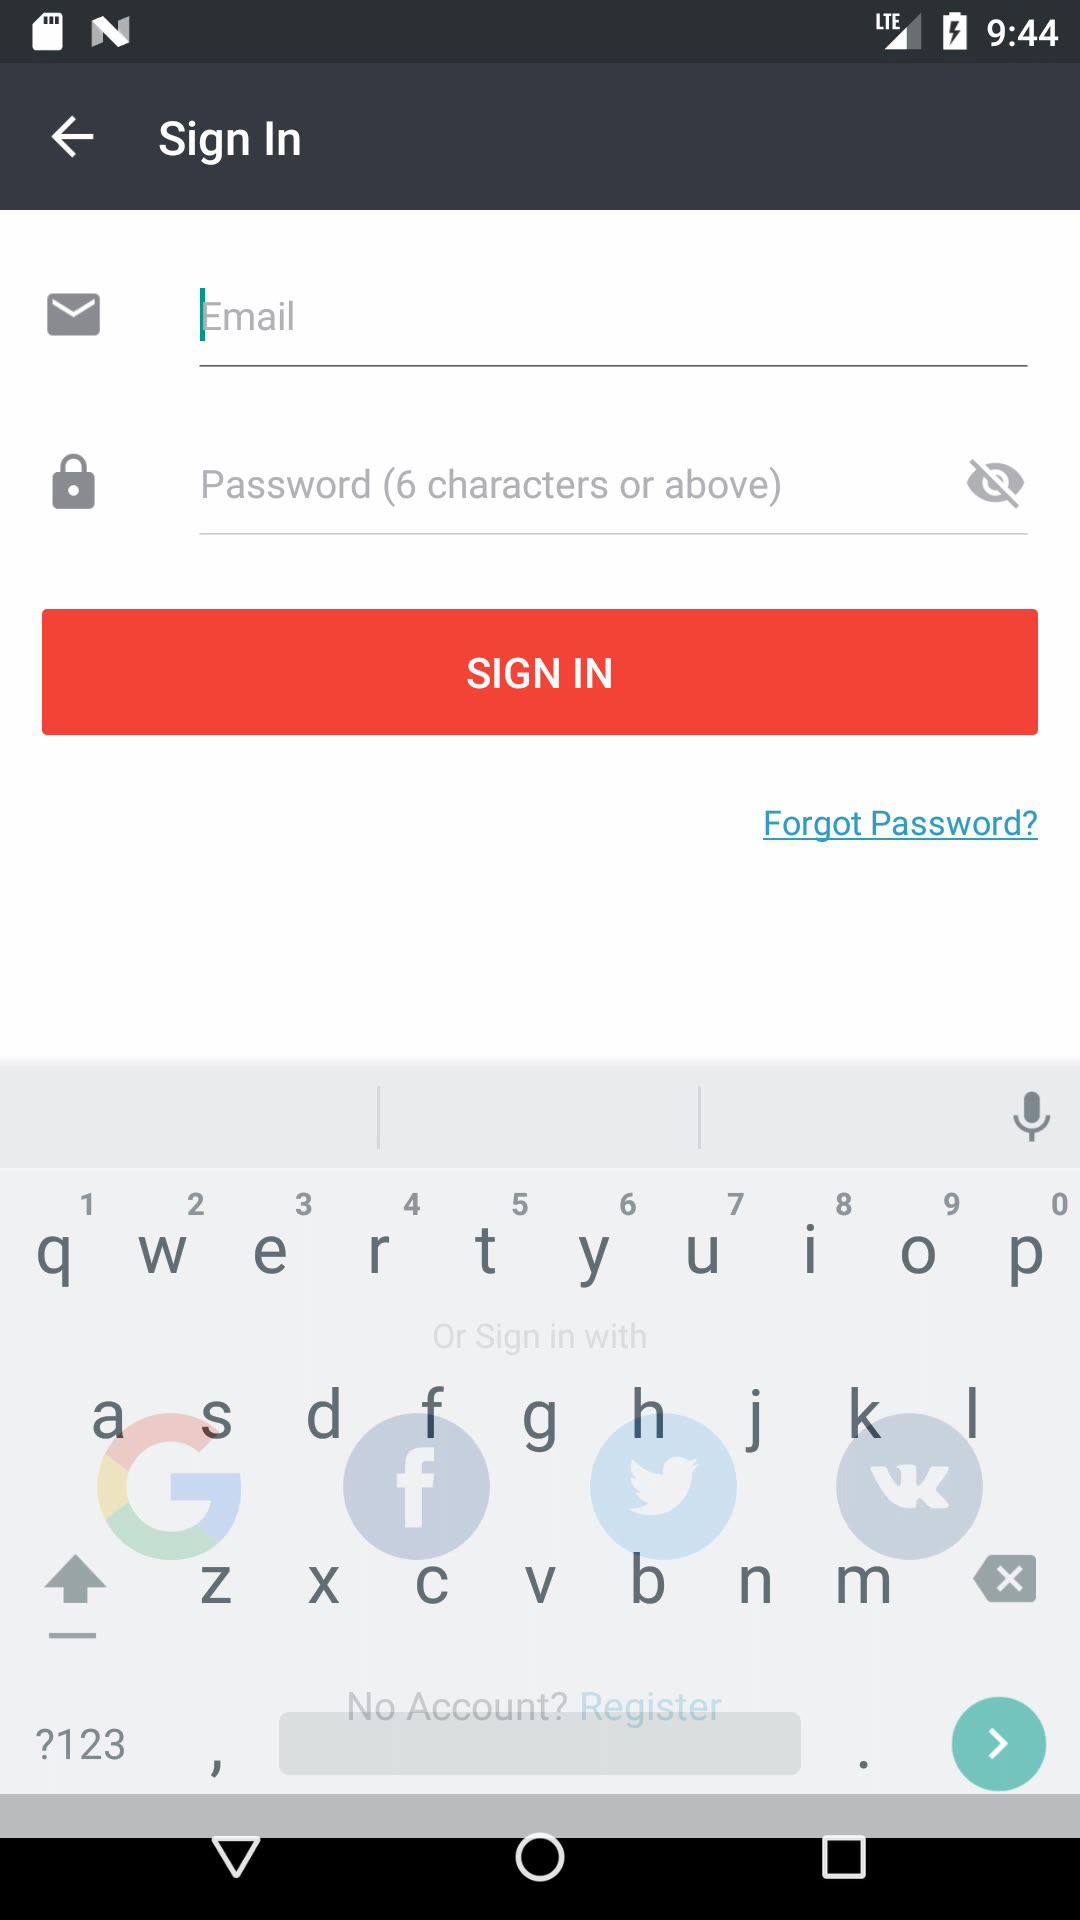 LTE 9:44
Sign In
Email
Password (6 characters or above)
SIGN IN
Forgot Password?
1 2 3 4 5 6 7 8 9 0
q w e r t y u i o p
Or Sign in with
a s d f g h j k l
G f VK
z x c v b n m
No Account? Register
?123 , .